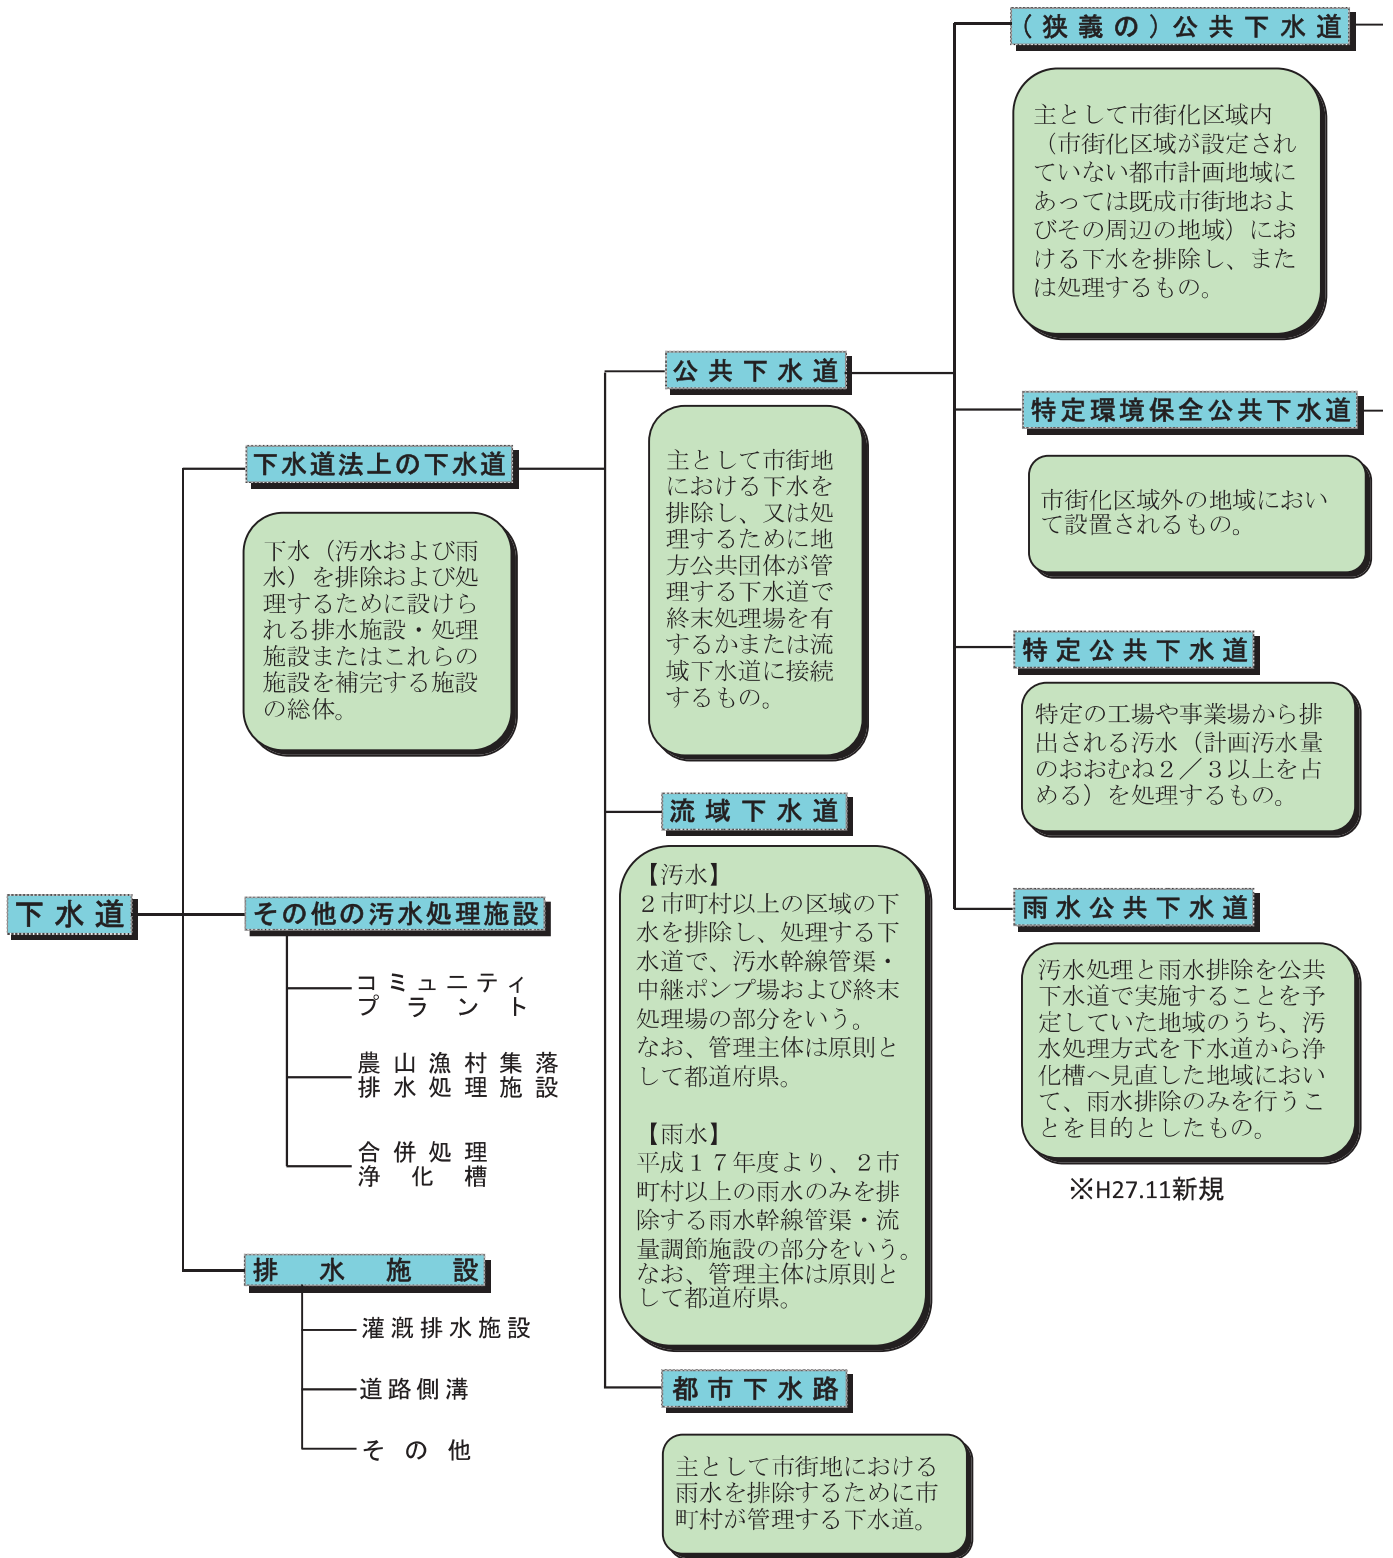 下水道
下水道法上の下水道
下水（汚水および雨
水）を排除および処
理するために設けら
れる排水施設・処理
施設またはこれらの
施設を補完する施設
の総体。
その他の汚水処理施設
コミュニティ
プラント
農山漁村集落
排水処理施設
合併処理
浄化槽
排水施設
灌漑排水施設
道路側溝
その他
公共下水道
主として市街地
における下水を
排除し、又は処
理するために地
方公共団体が管
理する下水道で
終末処理場を有
するかまたは流
域下水道に接続
するもの。
流域下水道
【汚水】
２市町村以上の区域の下
水を排除し、処理する下
水道で、汚水幹線管渠・
中継ポンプ場および終末
処理場の部分をいう。
なお、管理主体は原則と
して都道府県。
【雨水】
平成１７年度より、２市
町村以上の雨水のみを排
除する雨水幹線管渠・流
量調節施設の部分をいう。
なお、管理主体は原則と
して都道府県。
都市下水路
主として市街地における
雨水を排除するために市
町村が管理する下水道。
（狭義の）公共下水道
主として市街化区域内
（市街化区域が設定され
ていない都市計画地域に
あっては既成市街地およ
びその周辺の地域）にお
ける下水を排除し、また
は処理するもの。
特定環境保全公共下水道
市街化区域外の地域におい
て設置されるもの。
特定公共下水道
特定の工場や事業場から排
出される汚水（計画汚水量
のおおむね２／３以上を占
める）を処理するもの。
雨水公共下水道
汚水処理と雨水排除を公共
下水道で実施することを予
定していた地域のうち、汚
水処理方式を下水道から浄
化槽へ見直した地域におい
て、雨水排除のみを行うこ
とを目的としたもの。
※H27.11新規